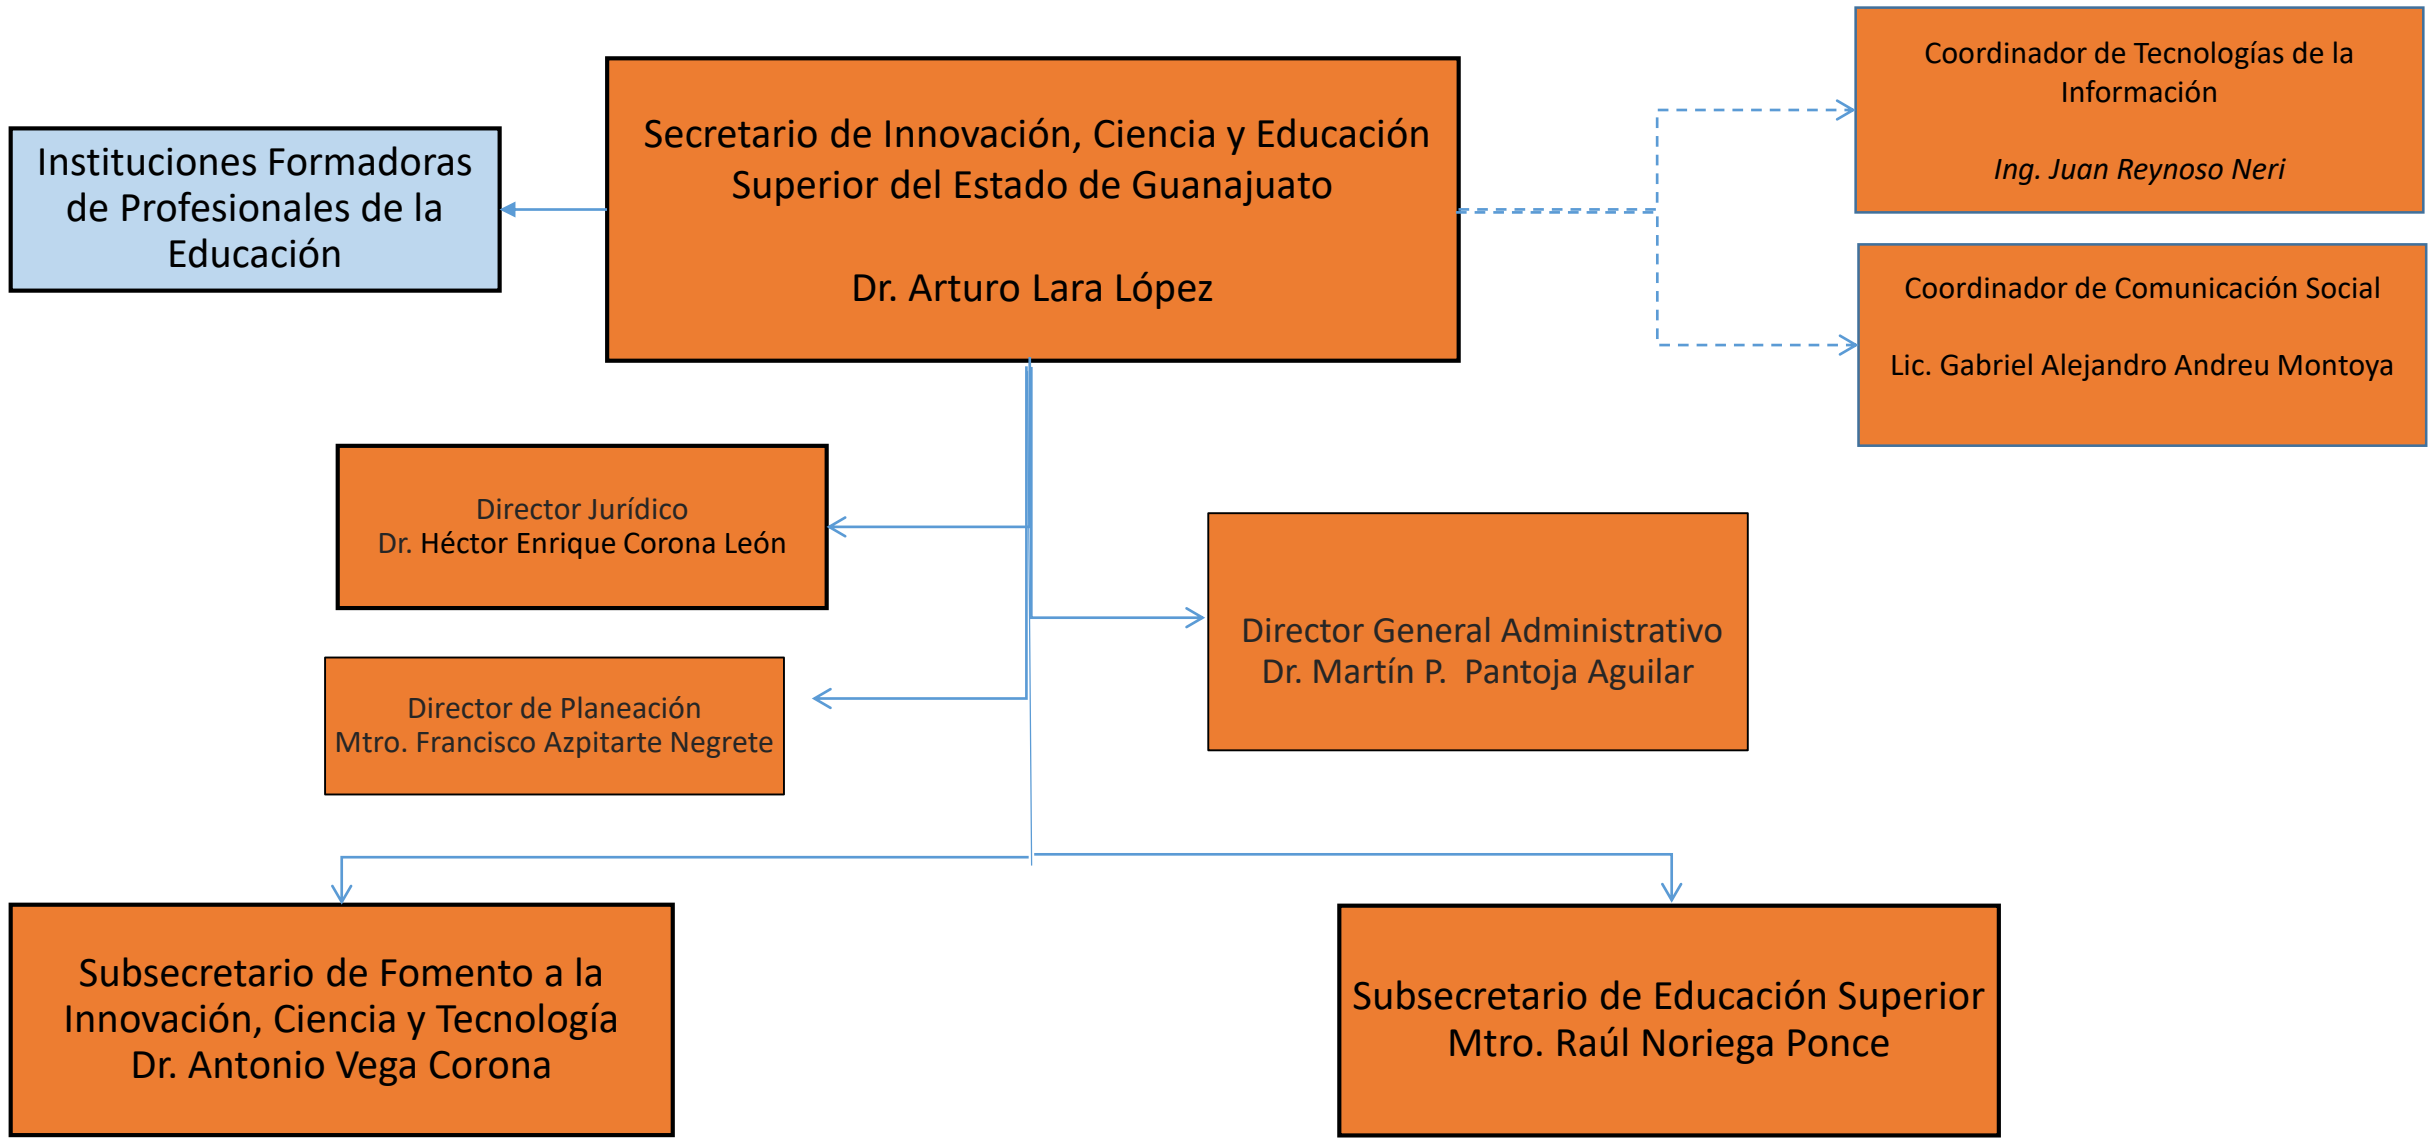 Coordinador de Tecnologías de la
Información
Ing. Juan Reynoso Neri
Secretario de Innovación, Ciencia y Educación
Superior del Estado de Guanajuato
Dr. Arturo Lara López
Instituciones Formadoras
de Profesionales de la
Educación
Coordinador de Comunicación Social
Lic. Gabriel Alejandro Andreu Montoya
Director Jurídico
Dr. Héctor Enrique Corona León
Director General Administrativo
Dr. Martín P. Pantoja Aguilar
Director de Planeación
Mtro. Francisco Azpitarte Negrete
Subsecretario de Fomento a la
Innovación, Ciencia y Tecnología
Dr. Antonio Vega Corona
Subsecretario de Educación Superior
Mtro. Raúl Noriega Ponce